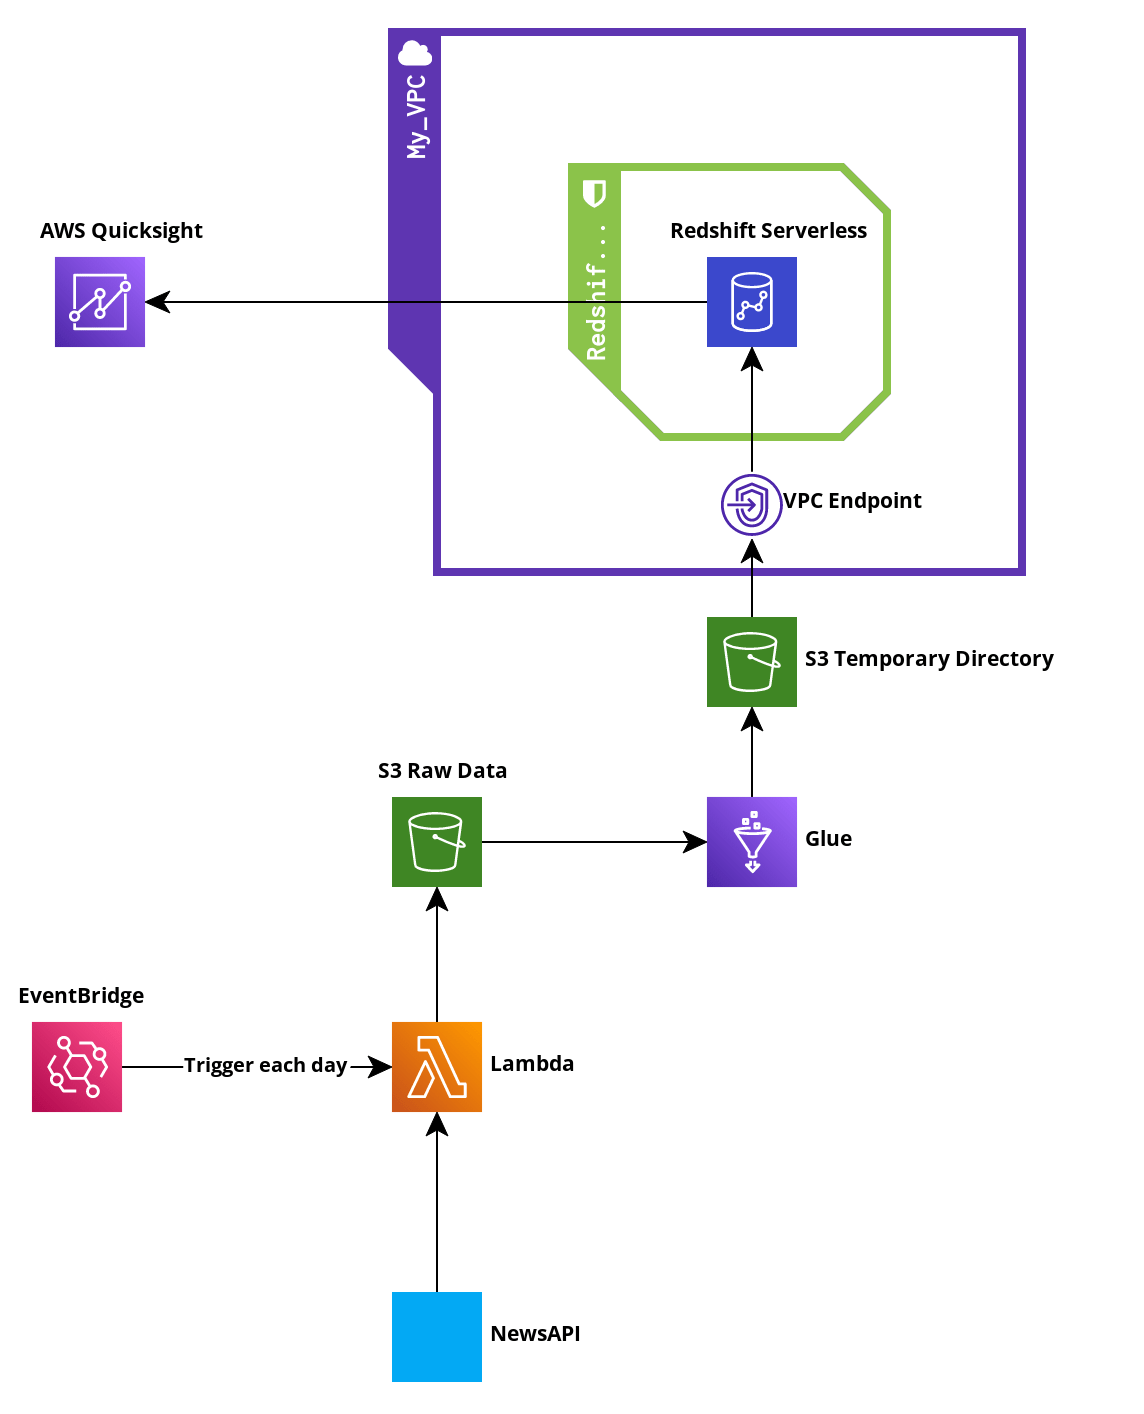 My_VPC
Redshif...
AWS Quicksight
Redshift Serverless
VPC Endpoint
S3 Temporary Directory
S3 Raw Data
Glue
EventBridge
Trigger each day
Lambda
NewsAPI